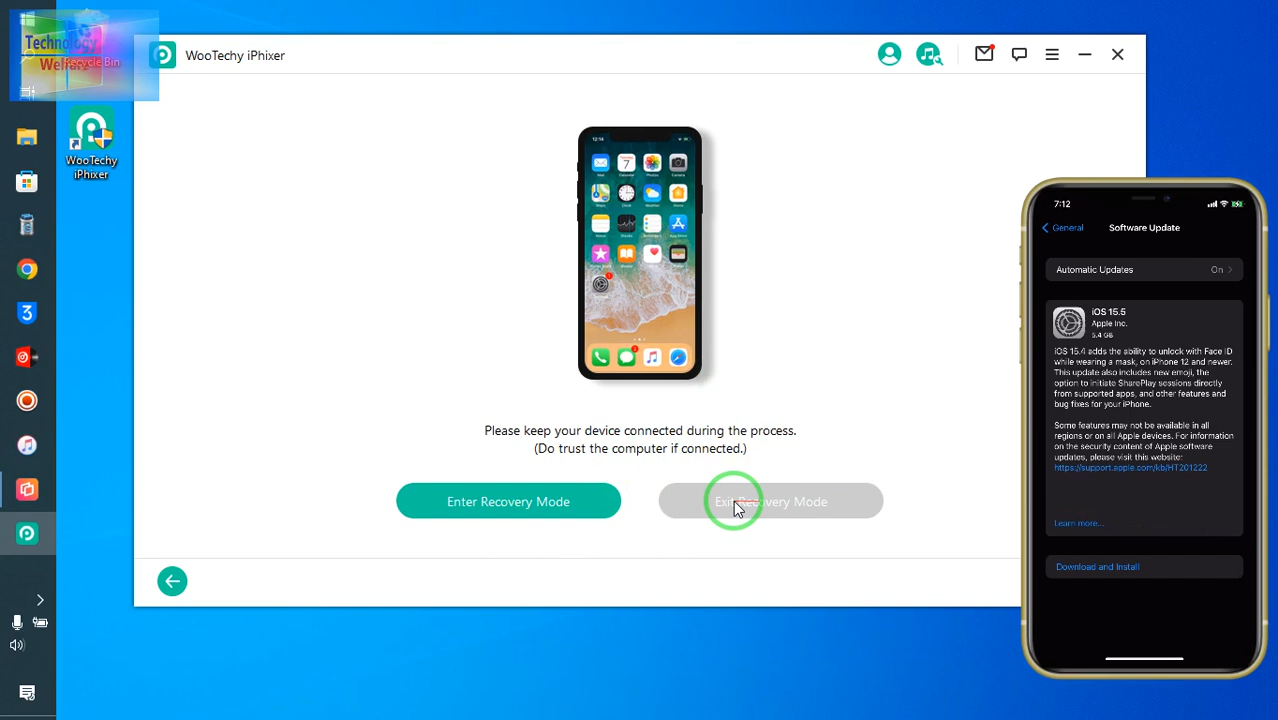 Technology
Welfare
Recycle Bin
WooTechy
iPhixer
WooTechy iPhixer
Please keep your device connected during the process.
(Do trust the computer if connected.)
Enter Recovery Mode
Exit Recovery Mode
7:12
General
Software Update
Automatic Updates
On
iOS 15.5
Apple Inc.
5.4 GB
iOS 15.4 adds the ability to unlock with Face ID
while wearing a mask, on iPhone 12 and newer.
This update also includes new emoji, the
option to initiate SharePlay sessions directly
from supported apps, and other features and
bug fixes for your iPhone.
Some features may not be available in all
regions or on all Apple devices. For information
on the security content of Apple software
updates, please visit this website:
https://support.apple.com/kb/HT201222
Learn more...
Download and Install